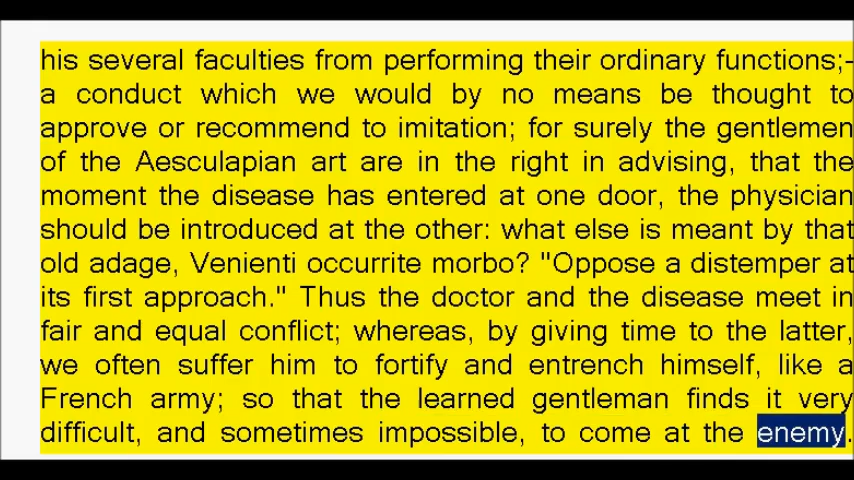 his several faculties from performing their ordinary functions;-
a conduct which we would by no means be thought to
approve or recommend to imitation; for surely the gentlemen
of the Aesculapian art are in the right in advising, that the
moment the disease has entered at one door, the physician
should be introduced at the other: what else is meant by that
old adage, Venienti occurrite morbo? "Oppose a distemper at
its first approach." Thus the doctor and the disease meet in
fair and equal conflict; whereas, by giving time to the latter,
we often suffer him to fortify and entrench himself, like a
French army; so that the learned gentleman finds it very
difficult, and sometimes impossible, to come at the enemy.